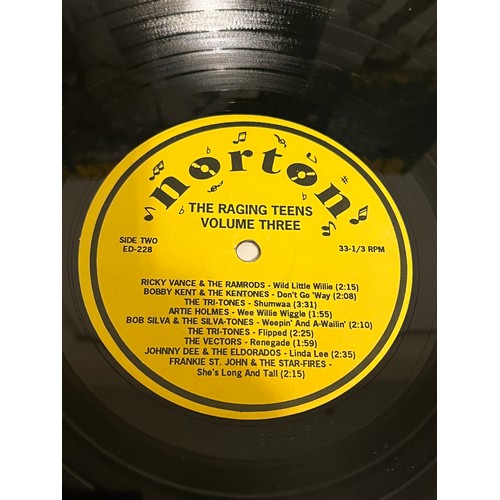 norton
THE RAGING TEENS
VOLUME THREE
SIDE TWO
ED-228
33-1/3 RPM
RICKY VANCE & THE RAMRODS - Wild Little Willie (2:15)
BOBBY KENT & THE KENTONES - Don't Go 'Way (2:08)
THE TRI-TONES - Shumwaa (3:31)
ARTIE HOLMES - Wee Willie Wiggle (1:55)
BOB SILVA & THE SILVA-TONES - Weepin' And A-Wailin' (2:10)
THE TRI-TONES - Flipped (2:25)
THE VECTORS - Renegade (1:59)
JOHNNY DEE & THE ELDORADOS - Linda Lee (2:35)
FRANKIE ST. JOHN & THE STAR-FIRES -
She's Long And Tall (2:15)